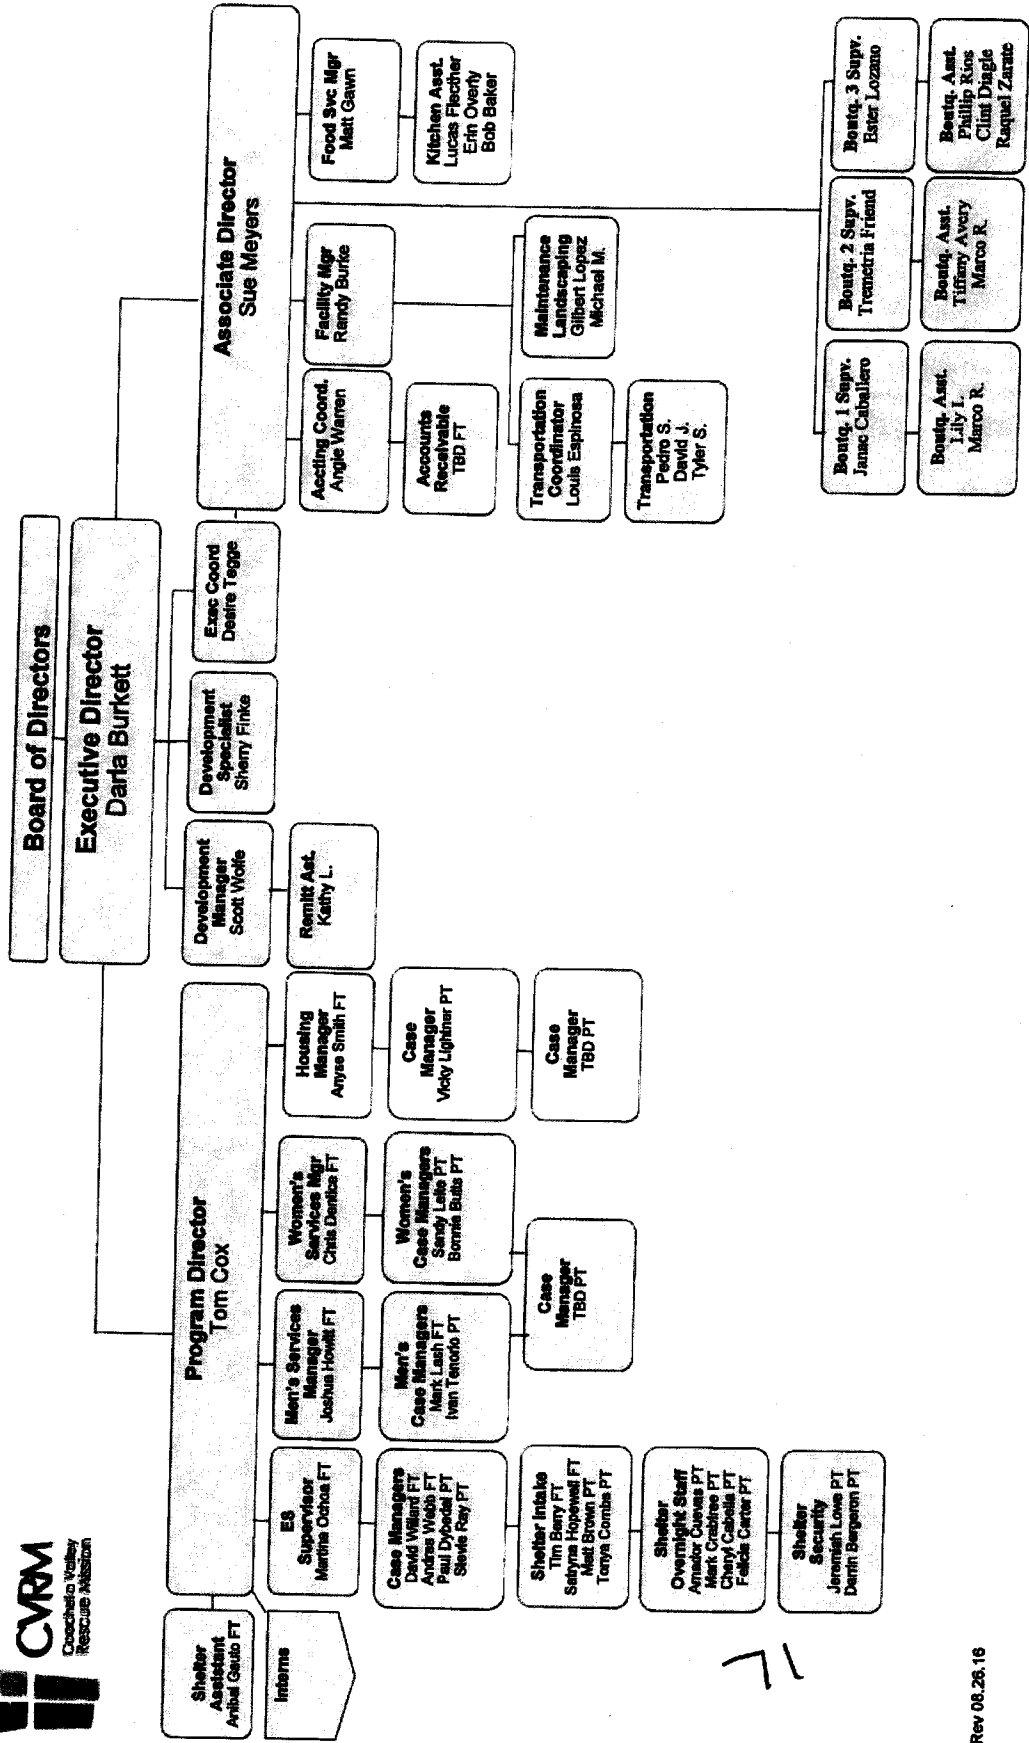 CVRM
Coachella Valley
Rescue Mission
Board of Directors
Executive Director
Darla Burkett
Program Director
Tom Cox
Shelter
Assistant
Anibal Gauto FT
Interns
ES
Supervisor
Martina Ochoa FT
Case Managers
David Willard FT
Andrea Webb FT
Paul Dybedal PT
Stevie Ray PT
Shelter Intake
Tim Berry FT
Satryna Hopewell FT
Matt Brown PT
Tonya Combs PT
Shelter
Overnight Staff
Amador Cuevas PT
Mark Crabtree PT
Cheryl Cabella PT
Felicia Carter PT
Shelter
Security
Jeremiah Lowe PT
Darrin Bergeron PT
Men's Services
Manager
Joshua Howitt FT
Men's
Case Managers
Mark Lash FT
Ivan Tenorio PT
Women's
Services Mgr
Chris Dentice FT
Women's
Case Managers
Sandy Leite PT
Bonnie Butts PT
Case
Manager
TBD PT
Housing
Manager
Anyse Smith FT
Case
Manager
Vicky Lightner PT
Case
Manager
TBD PT
Development
Manager
Scott Wolfe
Remitt Ast.
Kathy L.
Development
Specialist
Sherry Finke
Exec Coord
Desire Tegge
Associate Director
Sue Meyers
Accting Coord.
Angie Warren
Accounts
Receivable
TBD FT
Facility Mgr
Randy Burke
Transportation
Coordinator
Louis Espinosa
Transportation
Pedro S.
David J.
Tyler S.
Maintenance
Landscaping
Gilbert Lopez
Michael M.
Food Svc Mgr
Matt Gawn
Kitchen Asst.
Lucas Flecther
Erin Overly
Bob Baker
Boutq. 1 Supv.
Janac Caballero
Boutq. Asst.
Lily I.
Marco R.
Boutq. 2 Supv.
Tremetria Friend
Boutq. Asst.
Tiffany Avery
Marco R.
Boutq. 3 Supv.
Ester Lozano
Boutq. Asst.
Phillip Rios
Clint Diagle
Raquel Zarate
Rev 08.26.16